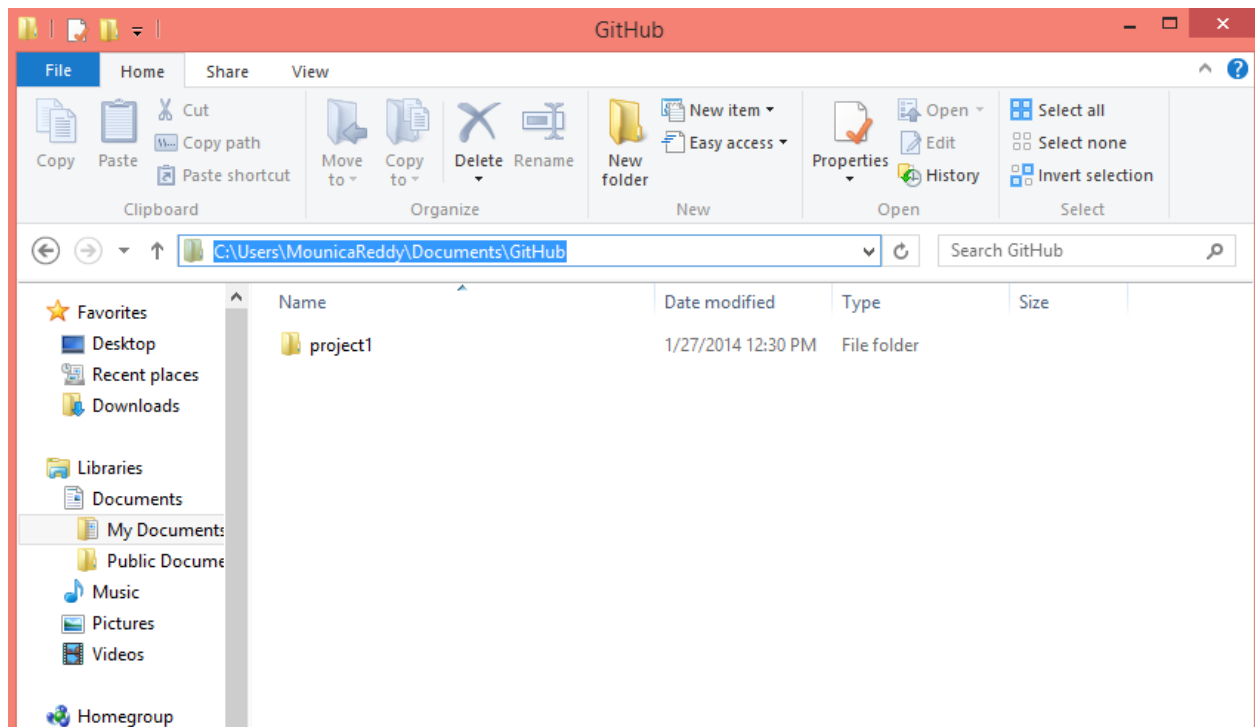 GitHub
File Home Share View
Copy
Paste
Cut
Copy path
Paste shortcut
Clipboard
Move to
Copy to
Delete
Rename
Organize
New folder
New item
Easy access
New
Properties
Open
Edit
History
Open
Select all
Select none
Invert selection
Select
C:\Users\MounicaReddy\Documents\GitHub
Search GitHub
Favorites
Desktop
Recent places
Downloads
Libraries
Documents
My Documents
Public Docume
Music
Pictures
Videos
Homegroup
Name Date modified Type Size
project1 1/27/2014 12:30 PM File folder